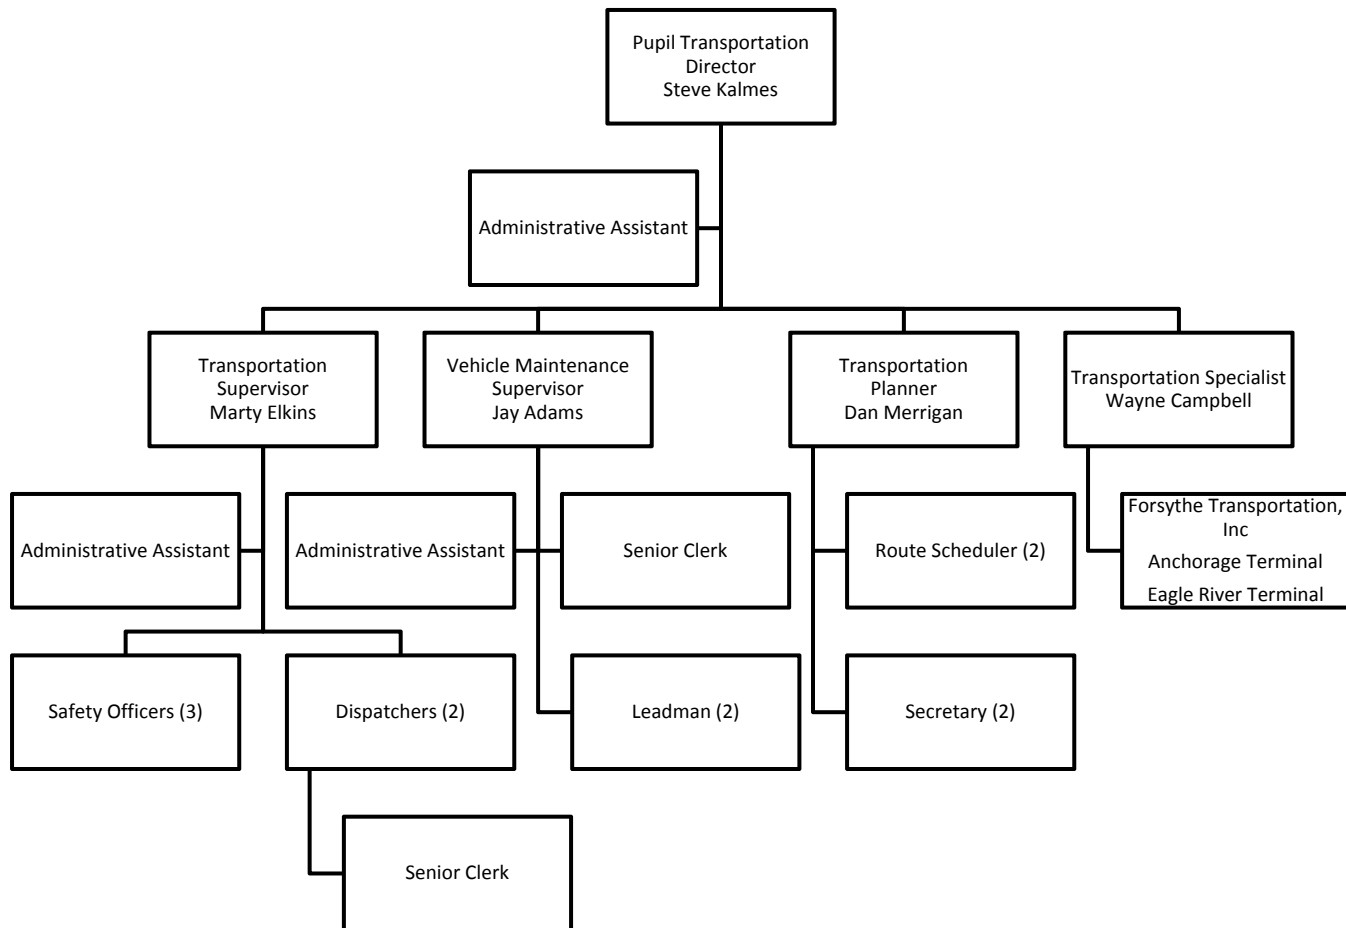 Pupil Transportation
Director
Steve Kalmes
Administrative Assistant
Transportation
Supervisor
Marty Elkins
Vehicle Maintenance
Supervisor
Jay Adams
Transportation
Planner
Dan Merrigan
Transportation Specialist
Wayne Campbell
Administrative Assistant
Administrative Assistant
Senior Clerk
Route Scheduler (2)
Forsythe Transportation,
Inc
Anchorage Terminal
Eagle River Terminal
Safety Officers (3)
Dispatchers (2)
Leadman (2)
Secretary (2)
Senior Clerk